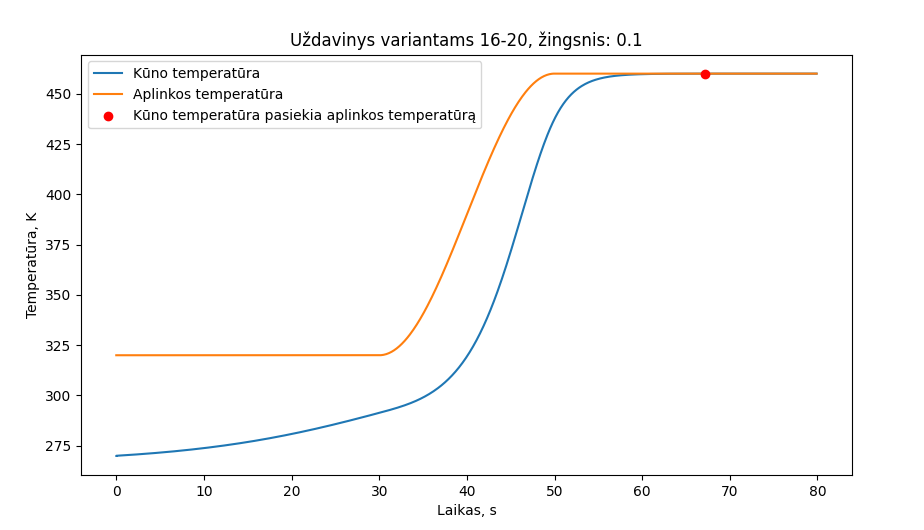 Uždavinys variantams 16-20, žingsnis: 0.1
Kūno temperatūra
Aplinkos temperatūra
Kūno temperatūra pasiekia aplinkos temperatūrą
Temperatūra, K
450
425
400
375
350
325
300
275
0 10 20 30 40 50 60 70 80
Laikas, s